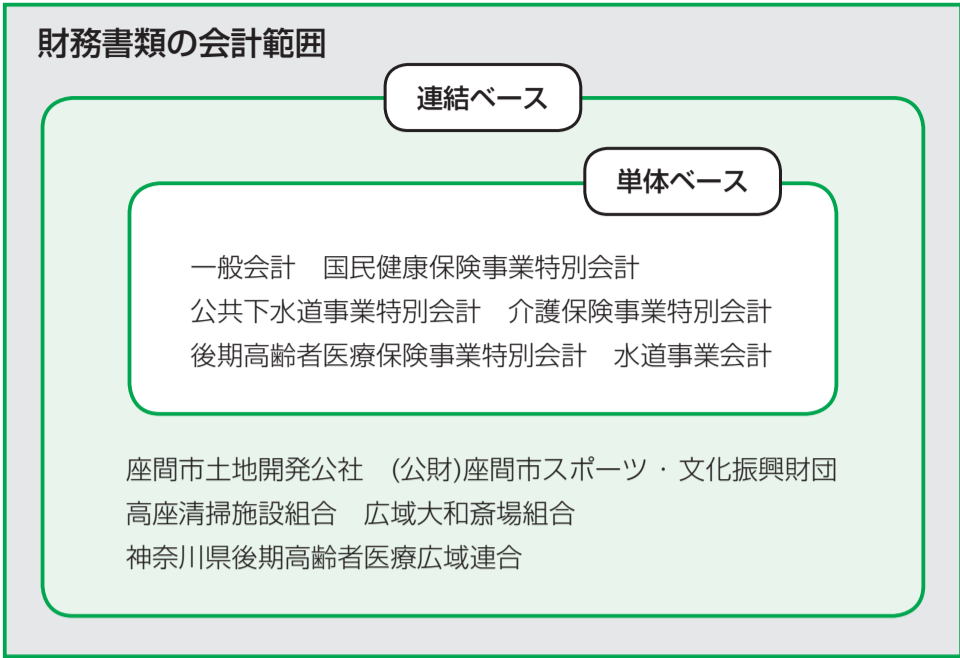 財務書類の会計範囲
連結ベース
単体ベース
一般会計　国民健康保険事業特別会計
公共下水道事業特別会計　介護保険事業特別会計
後期高齢者医療保険事業特別会計　水道事業会計
座間市土地開発公社　(公財)座間市スポーツ・文化振興財団
高座清掃施設組合　広域大和斎場組合
神奈川県後期高齢者医療広域連合